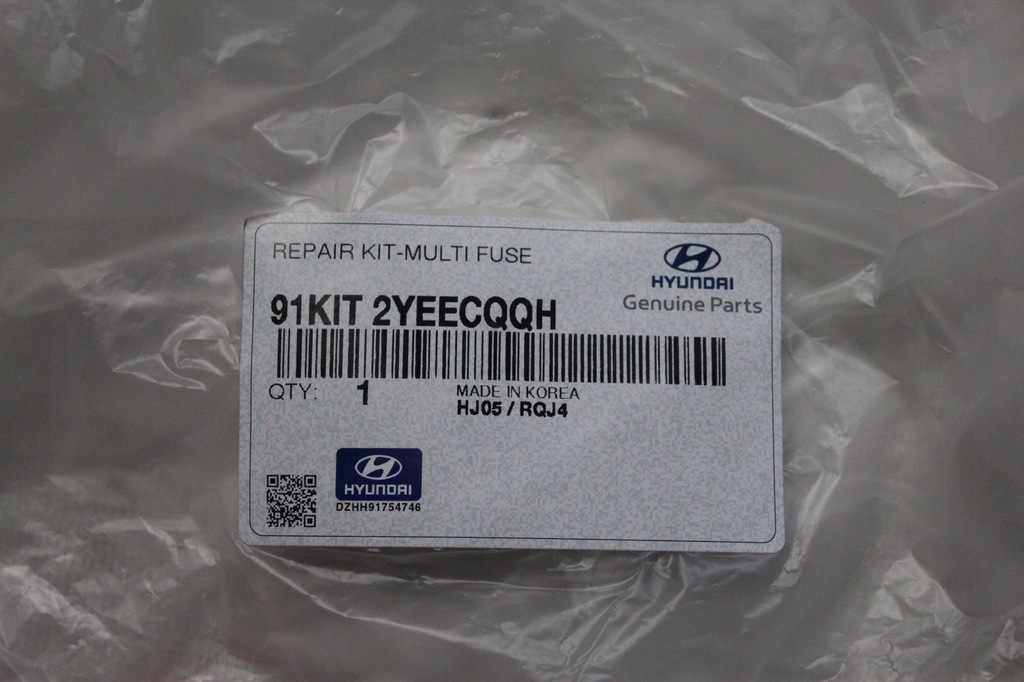 REPAIR KIT-MULTI FUSE
HYUNDAI
Genuine Parts
91KIT 2YEECQQH
QTY: 1
MADE IN KOREA
HJ05 / RQJ4
HYUNDAI
DZHH91754746